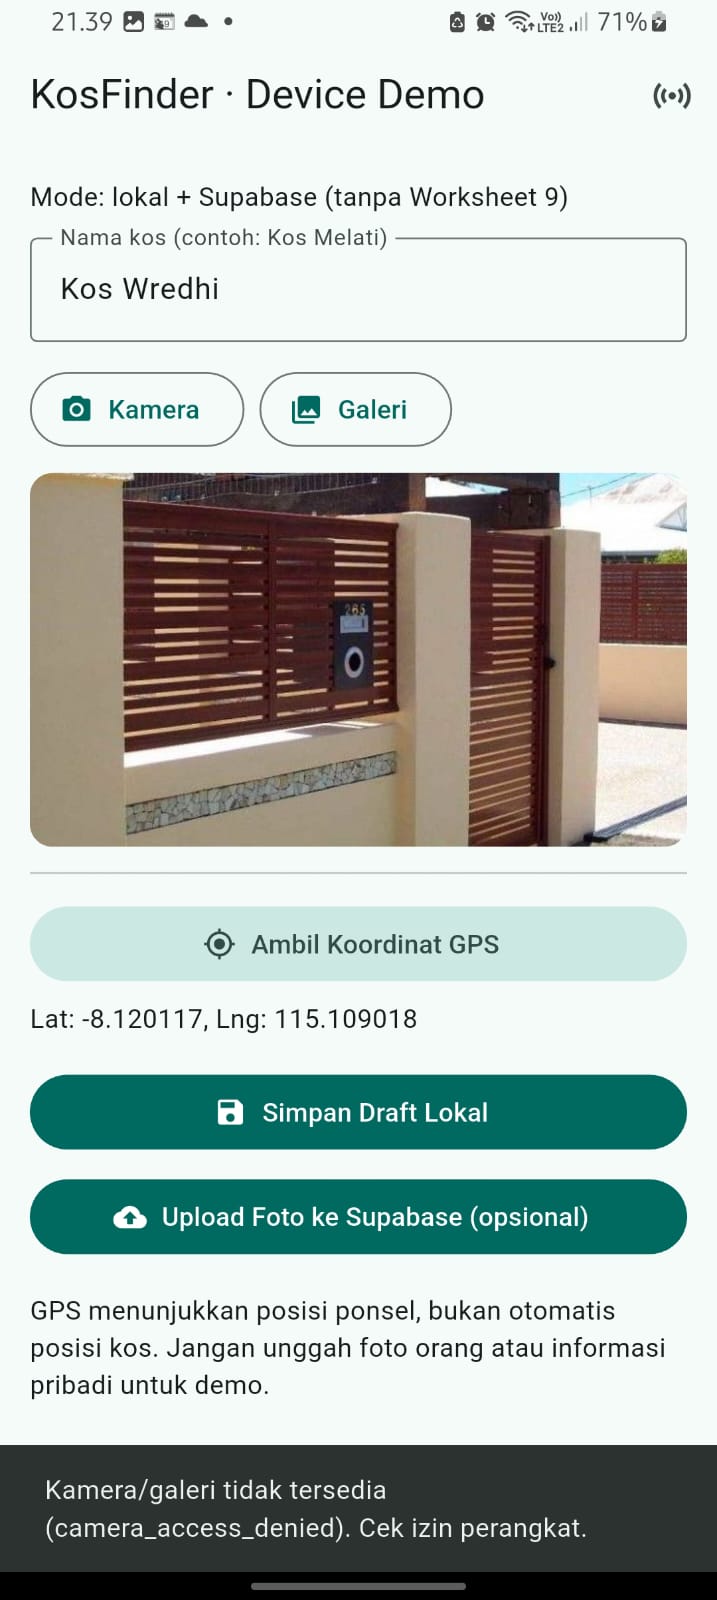 21.39
Vo)) LTE2 71%
KosFinder · Device Demo
Mode: lokal + Supabase (tanpa Worksheet 9)
Nama kos (contoh: Kos Melati)
Kos Wredhi
Kamera Galeri
265
Ambil Koordinat GPS
Lat: -8.120117, Lng: 115.109018
Simpan Draft Lokal
Upload Foto ke Supabase (opsional)
GPS menunjukkan posisi ponsel, bukan otomatis
posisi kos. Jangan unggah foto orang atau informasi
pribadi untuk demo.
Kamera/galeri tidak tersedia
(camera_access_denied). Cek izin perangkat.